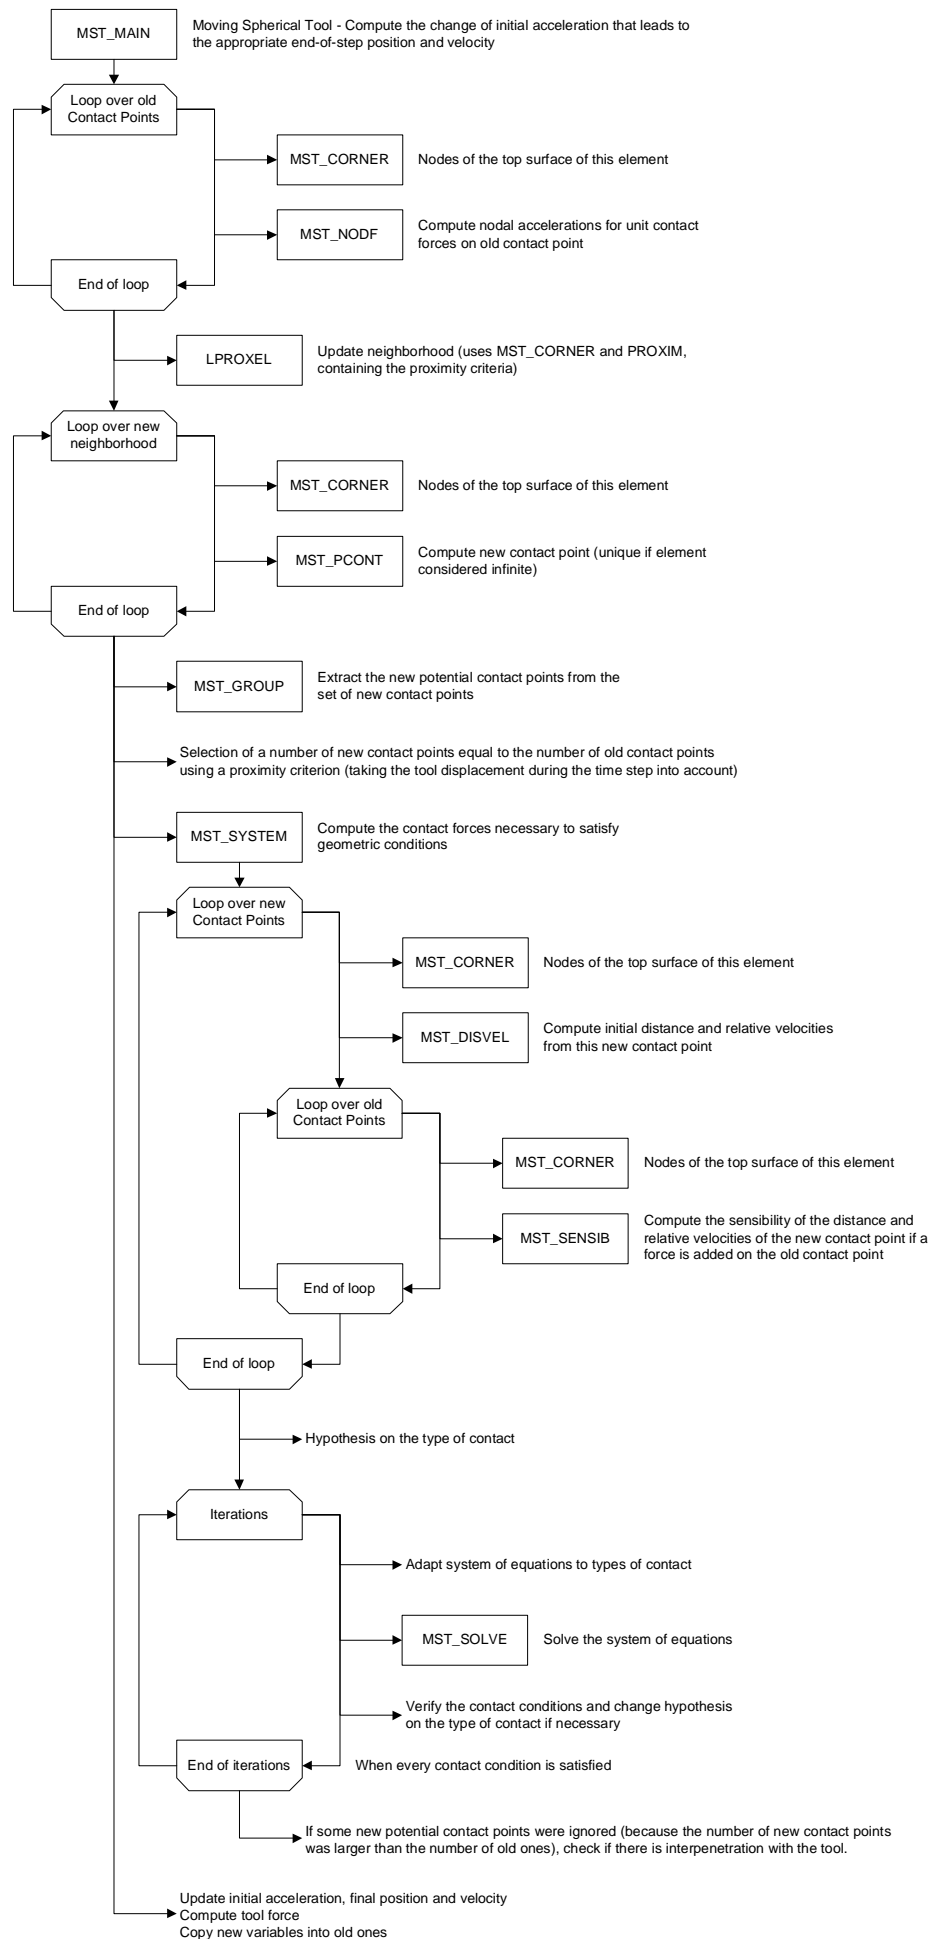 MST_MAIN
Moving Spherical Tool - Compute the change of initial acceleration that leads to
the appropriate end-of-step position and velocity
Loop over old
Contact Points
MST_CORNER
Nodes of the top surface of this element
MST_NODF
Compute nodal accelerations for unit contact
forces on old contact point
End of loop
LPROXEL
Update neighborhood (uses MST_CORNER and PROXIM,
containing the proximity criteria)
Loop over new
neighborhood
MST_CORNER
Nodes of the top surface of this element
MST_PCONT
Compute new contact point (unique if element
considered infinite)
End of loop
MST_GROUP
Extract the new potential contact points from the
set of new contact points
Selection of a number of new contact points equal to the number of old contact points
using a proximity criterion (taking the tool displacement during the time step into account)
MST_SYSTEM
Compute the contact forces necessary to satisfy
geometric conditions
Loop over new
Contact Points
MST_CORNER
Nodes of the top surface of this element
MST_DISVEL
Compute initial distance and relative velocities
from this new contact point
Loop over old
Contact Points
MST_CORNER
Nodes of the top surface of this element
MST_SENSIB
Compute the sensibility of the distance and
relative velocities of the new contact point if a
force is added on the old contact point
End of loop
End of loop
Hypothesis on the type of contact
Iterations
Adapt system of equations to types of contact
MST_SOLVE
Solve the system of equations
Verify the contact conditions and change hypothesis
on the type of contact if necessary
End of iterations
When every contact condition is satisfied
If some new potential contact points were ignored (because the number of new contact points
was larger than the number of old ones), check if there is interpenetration with the tool.
Update initial acceleration, final position and velocity
Compute tool force
Copy new variables into old ones